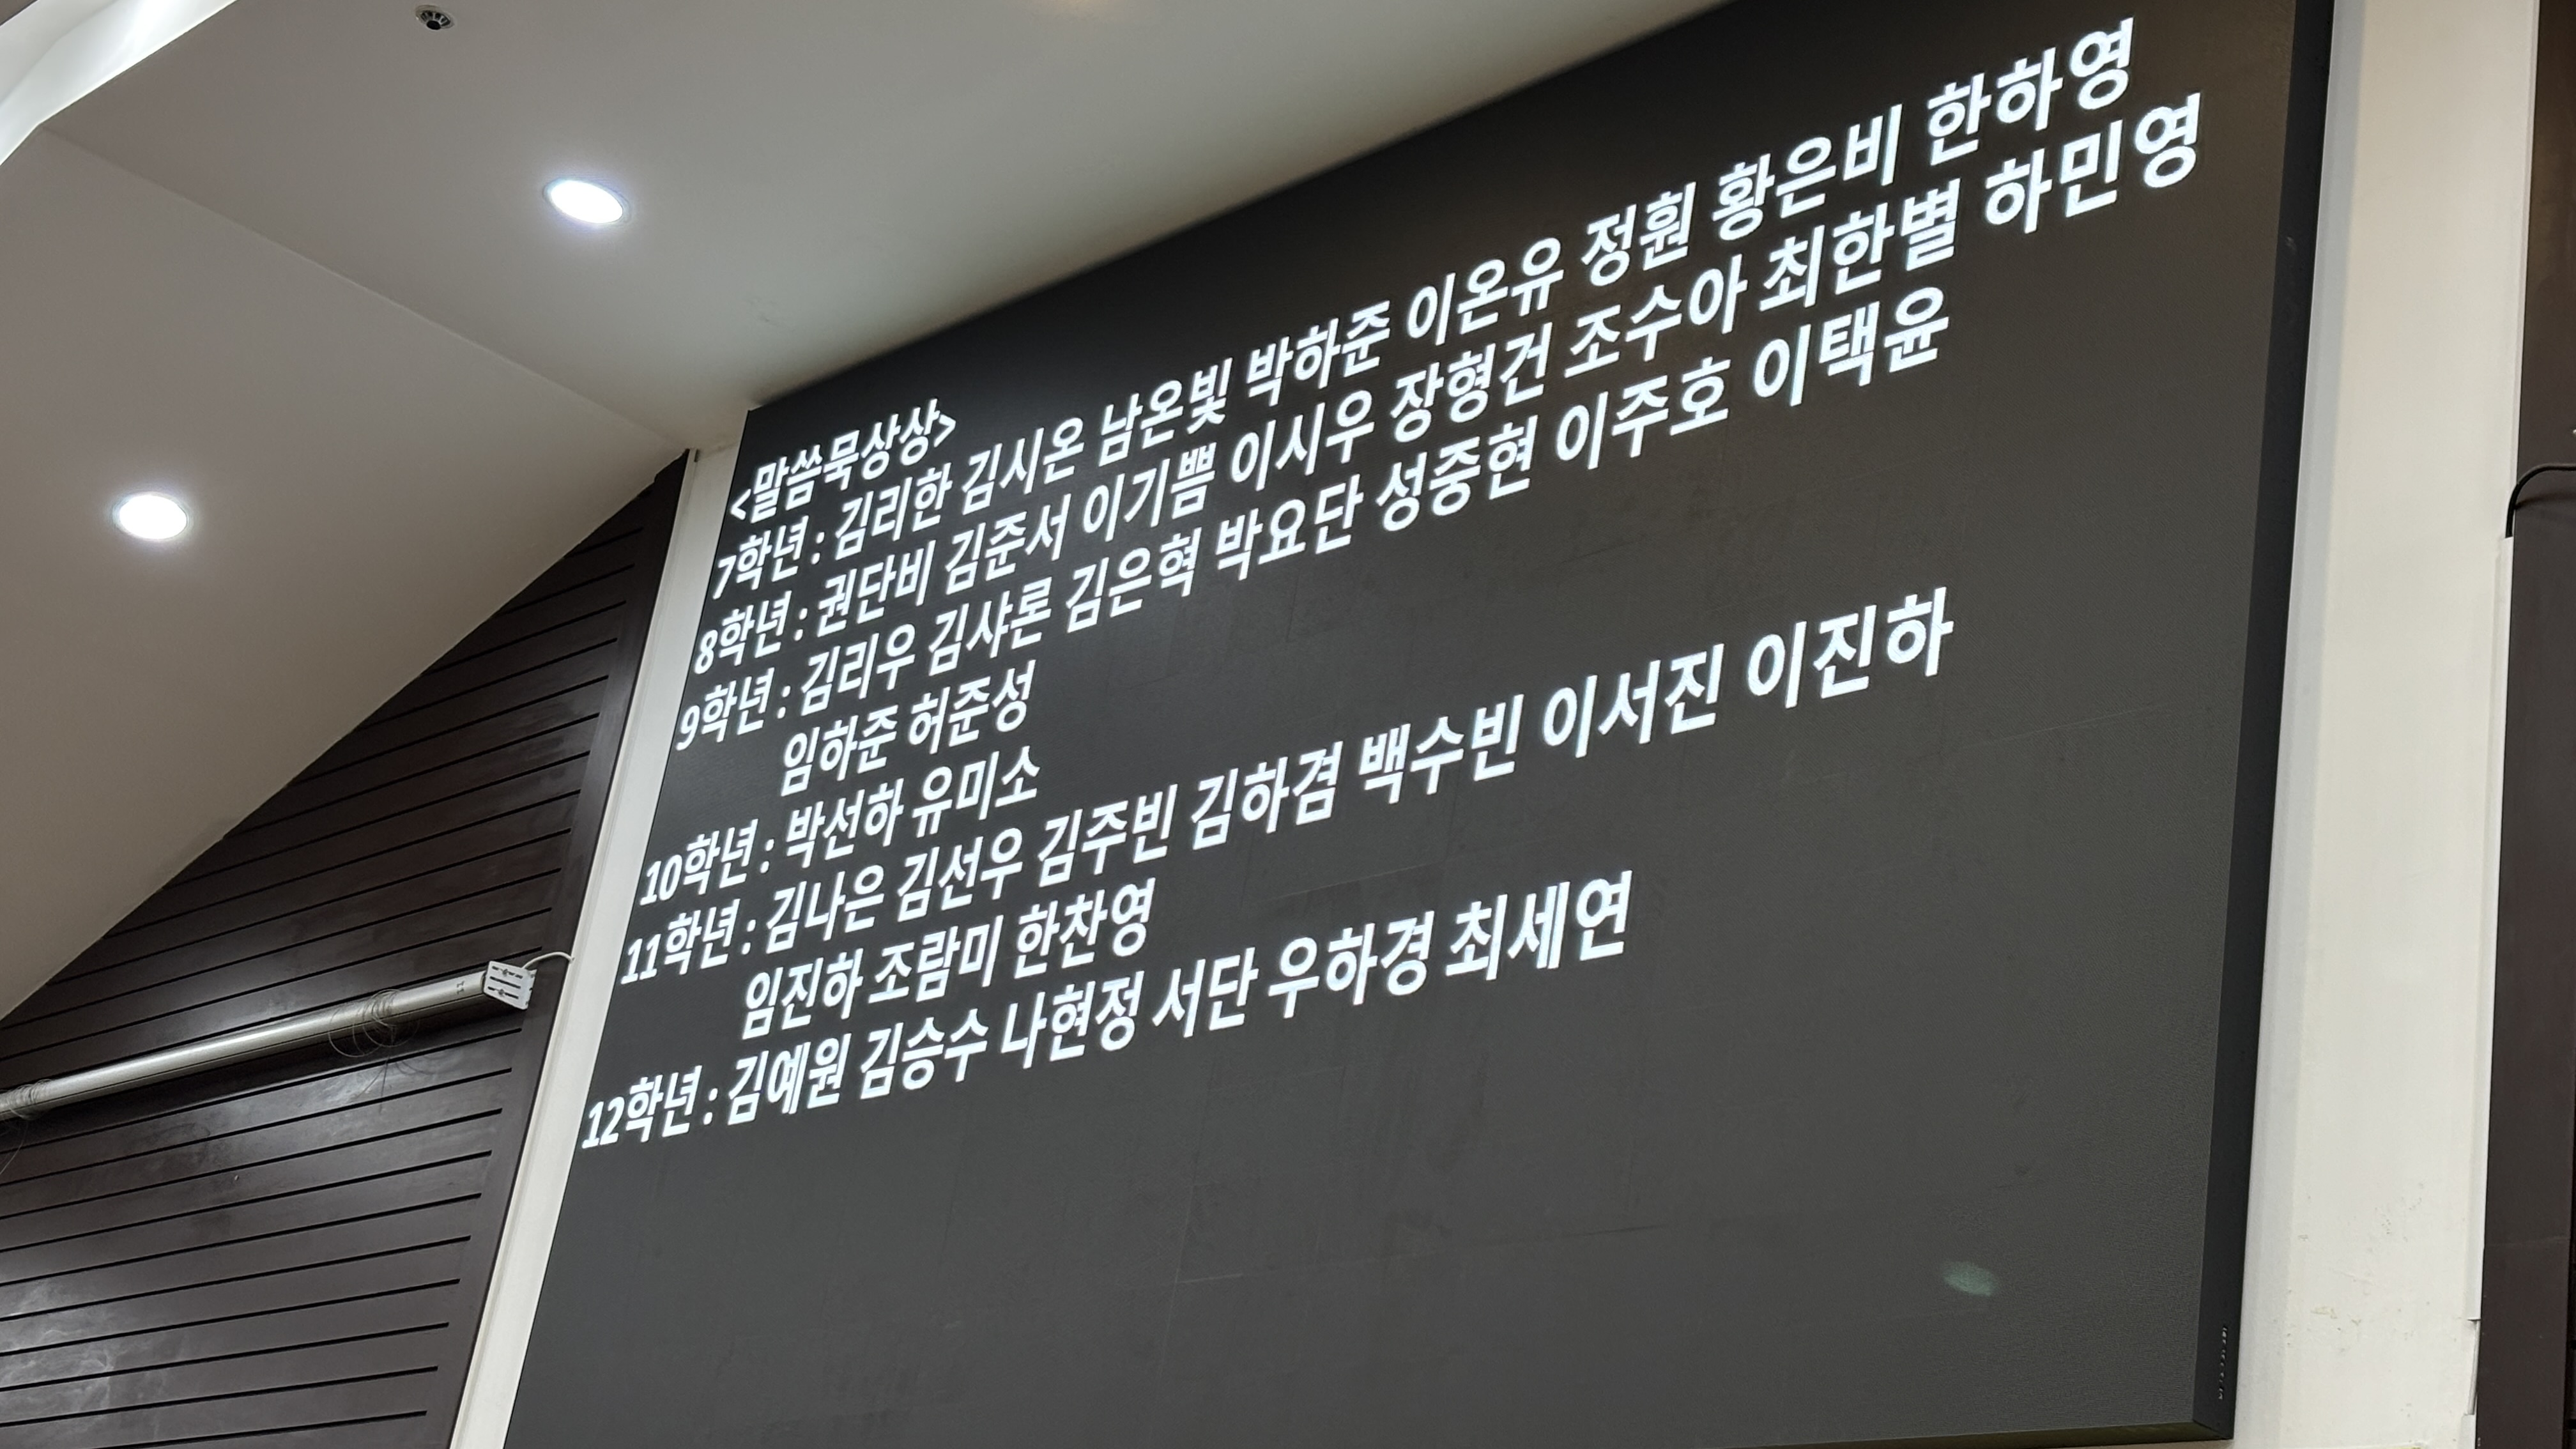 <말씀묵상상>
7학년 : 김리한 김시온 남온빛 박하준 이온유 정훤 황은비 한하영
8학년 : 권단비 김준서 이기쁨 이시우 장형건 조수아 최한별 하민영
9학년 : 김리우 김샤론 김은혁 박요단 성중현 이주호 이택윤
임하준 허준성
10학년 : 박선하 유미소
11학년 : 김나은 김선우 김주빈 김하겸 백수빈 이서진 이진하
임진하 조람미 한찬영
12학년 : 김예원 김승수 나현정 서단 우하경 최세연